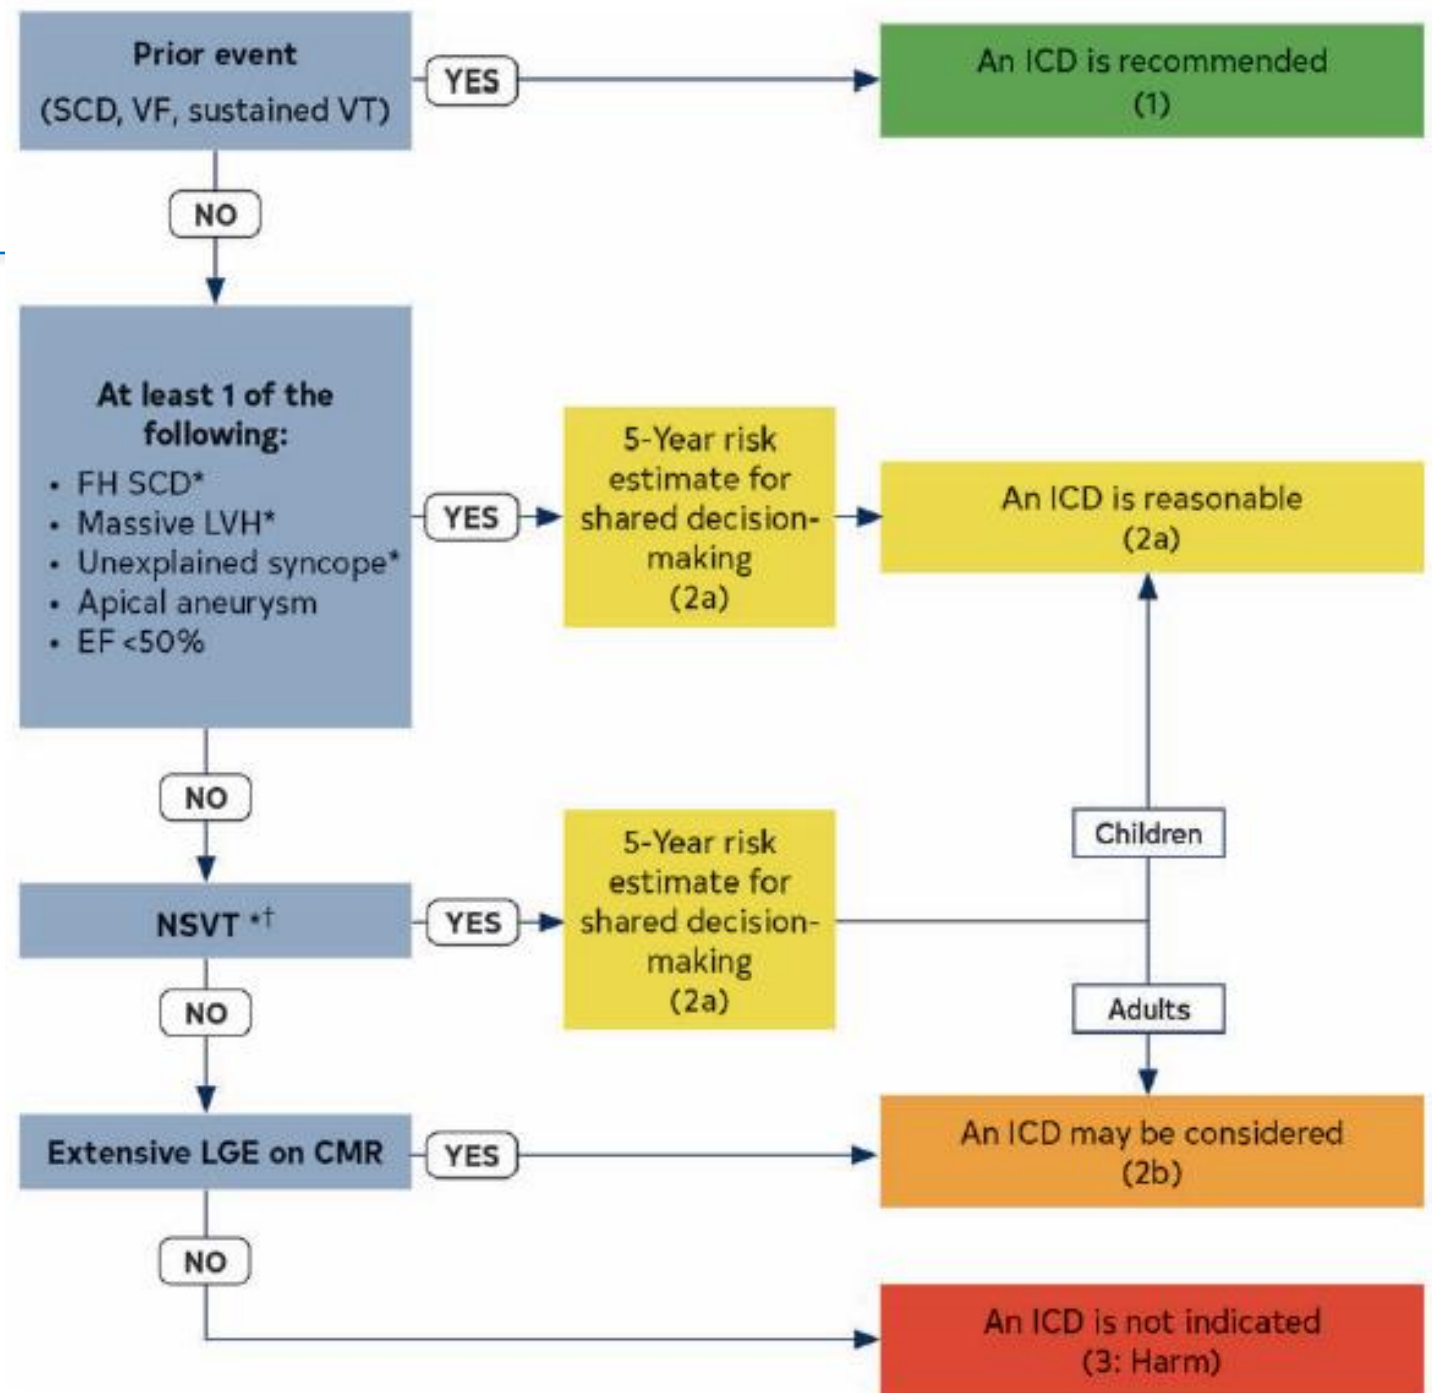 Prior event
(SCD, VF, sustained VT)
YES
An ICD is recommended
(1)
NO
At least 1 of the
following:
• FH SCD*
• Massive LVH*
• Unexplained syncope*
• Apical aneurysm
• EF <50%
YES
5-Year risk
estimate for
shared decision-
making
(2a)
An ICD is reasonable
(2a)
NO
Children
NSVT *†
YES
5-Year risk
estimate for
shared decision-
making
(2a)
Adults
NO
Extensive LGE on CMR
YES
An ICD may be considered
(2b)
NO
An ICD is not indicated
(3: Harm)